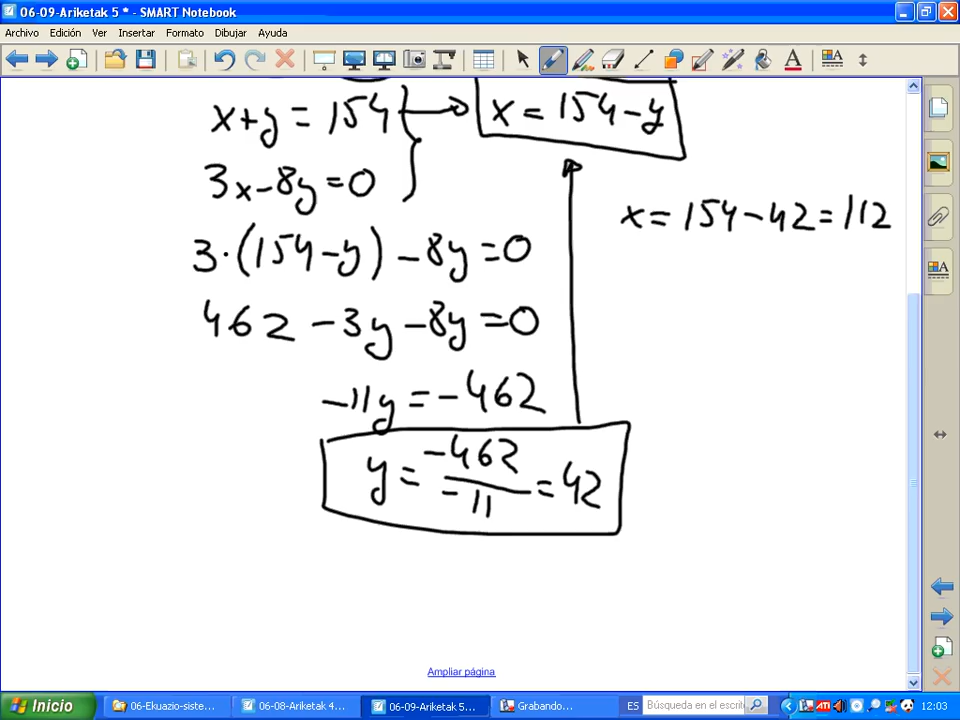 06-09-Ariketak 5 * - SMART Notebook
Archivo Edición Ver Insertar Formato Dibujar Ayuda
x+y = 154
x = 154-y
3x-8y=0
x = 154-42=112
3·(154-y) -8y=0
462 -3y-8y=0
-11y = -462
y = -462/-11 = 42
Ampliar página
Inicio
06-Ekuazio-siste...
06-08-Ariketak 4...
06-09-Ariketak 5...
Grabando...
ES
Búsqueda en el escrit
ATI
12:03